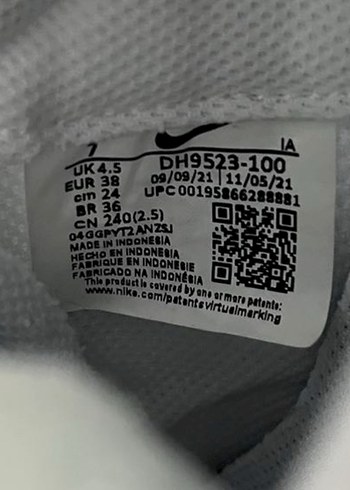 7 IA
UK 4.5 DH9523-100
EUR 38 09/09/21 11/05/21
cm 24 UPC 00195866288881
BR 36
CN 240(2.5)
04GGPYT2ANZSJ
MADE IN INDONESIA
HECHO EN INDONESIA
FABRIQUE EN INDONESIE
FABRICADO NA INDONÉSIA
This product is covered by one or more patents:
www.nike.com/patentsvirtualmarking